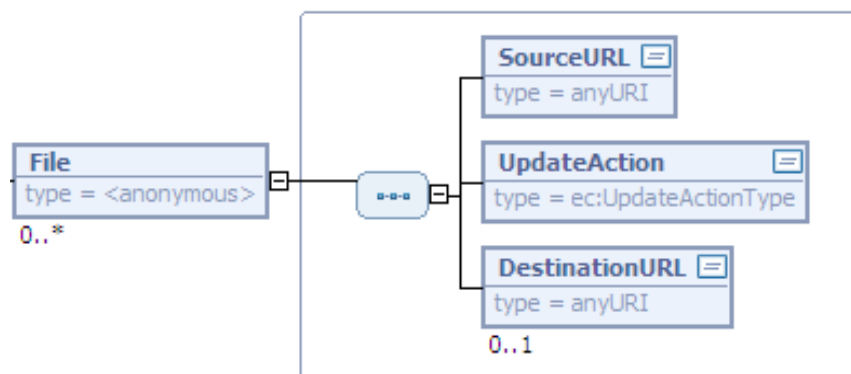 SourceURL
type = anyURI
File
type = <anonymous>
0..*
UpdateAction
type = ec:UpdateActionType
DestinationURL
type = anyURI
0..1